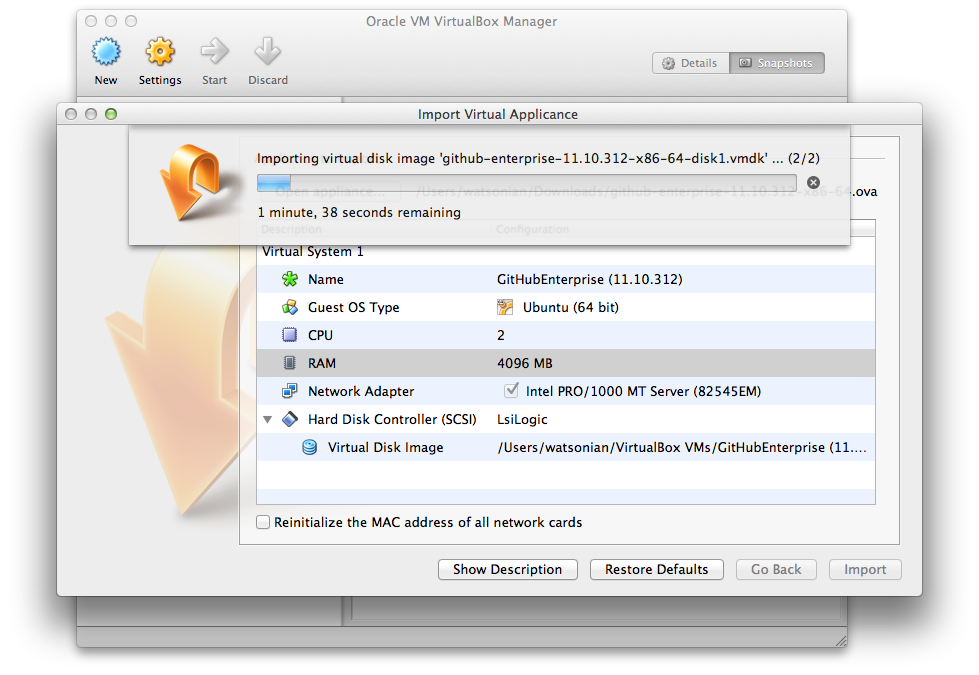 Oracle VM VirtualBox Manager
New Settings Start Discard
Details Snapshots
Import Virtual Applicance
Importing virtual disk image 'github-enterprise-11.10.312-x86-64-disk1.vmdk' ... (2/2)
Open appliance... /Users/watsonian/Downloads/github-enterprise-11.10.312-x86-64.ova
1 minute, 38 seconds remaining
Description Configuration
Virtual System 1
Name GitHubEnterprise (11.10.312)
Guest OS Type Ubuntu (64 bit)
CPU 2
RAM 4096 MB
Network Adapter Intel PRO/1000 MT Server (82545EM)
Hard Disk Controller (SCSI) LsiLogic
Virtual Disk Image /Users/watsonian/VirtualBox VMs/GitHubEnterprise (11....
Reinitialize the MAC address of all network cards
Show Description Restore Defaults Go Back Import